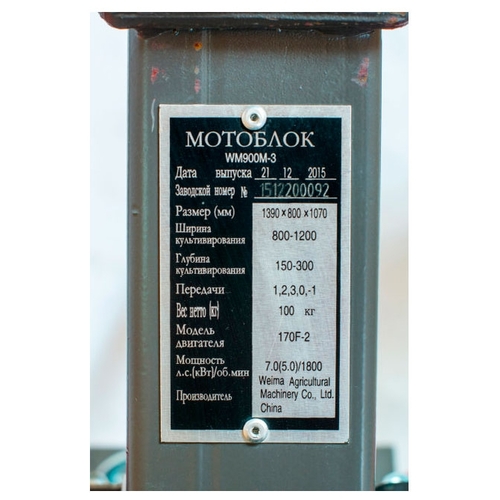 МОТОБЛОК
WM900M-3
Дата выпуска 21 12 2015
Заводской номер № 1512200092
Размер (мм) 1390×800×1070
Ширина
культивирования 800-1200
Глубина
культивирования 150-300
Передачи 1,2,3,0,-1
Вес нетто (кг) 100 кг
Модель
двигателя 170F-2
Мощность
л.с.(кВт)/об.мин 7.0(5.0)/1800
Производитель Weima Agricultural
Machinery Co., Ltd.
China